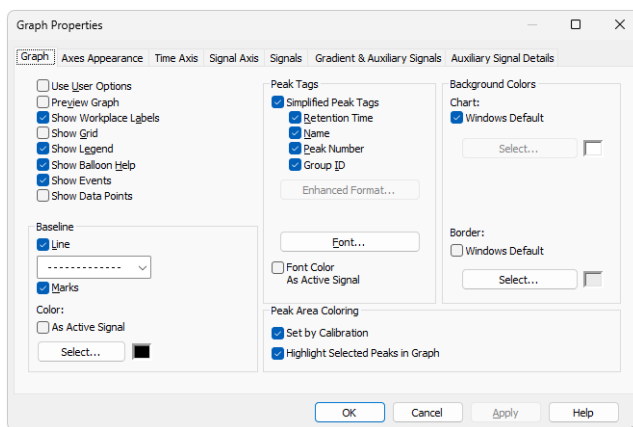 Graph Properties
Graph Axes Appearance Time Axis Signal Axis Signals Gradient & Auxiliary Signals Auxiliary Signal Details
Use User Options
Preview Graph
Show Workplace Labels
Show Grid
Show Legend
Show Balloon Help
Show Events
Show Data Points
Baseline
Line
Marks
Color:
As Active Signal
Select...
Peak Tags
Simplified Peak Tags
Retention Time
Name
Peak Number
Group ID
Enhanced Format...
Font...
Font Color
As Active Signal
Background Colors
Chart:
Windows Default
Select...
Border:
Windows Default
Select...
Peak Area Coloring
Set by Calibration
Highlight Selected Peaks in Graph
OK Cancel Apply Help